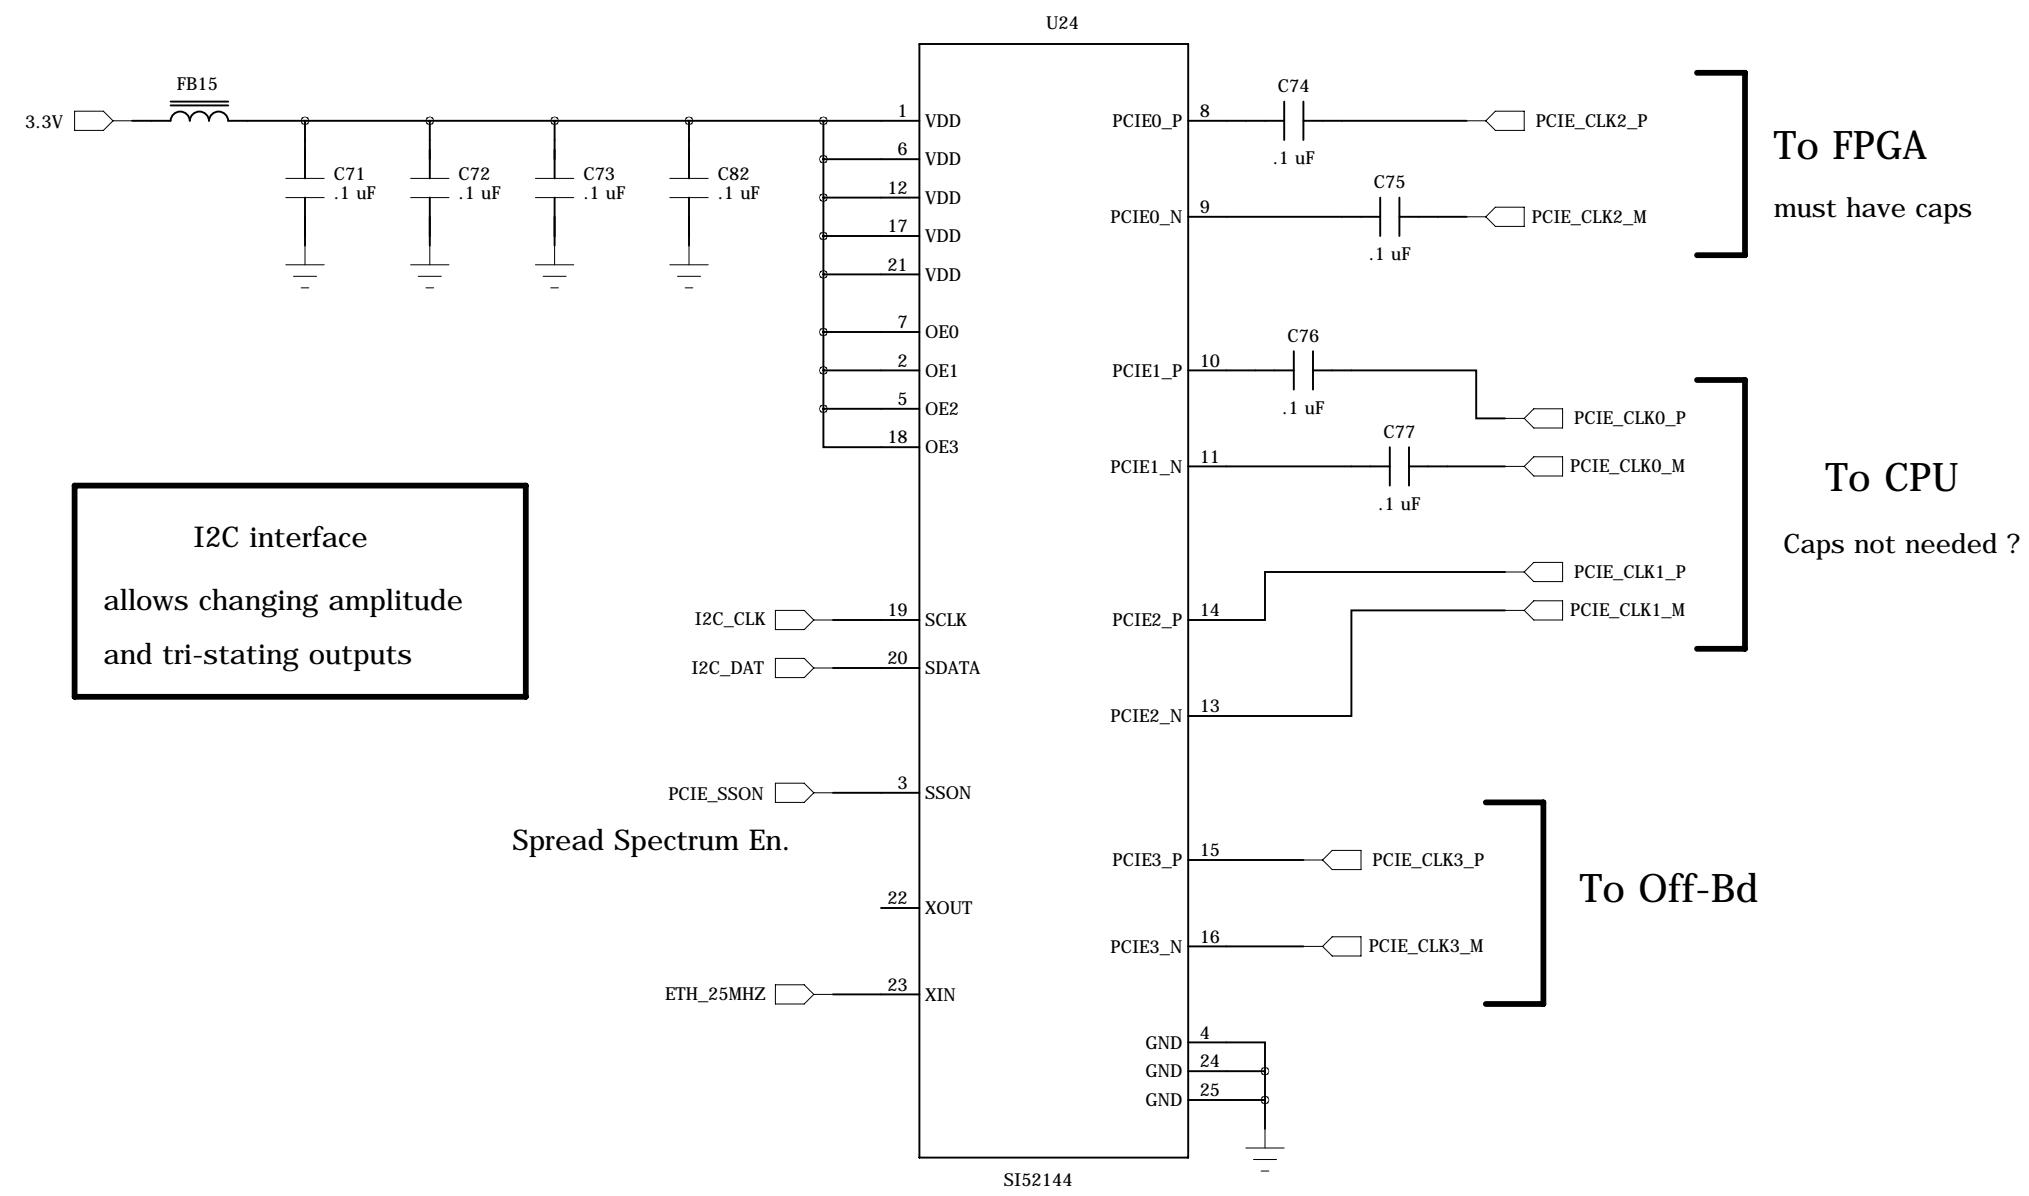 U24
FB15
3.3V
C71
.1 uF
C72
.1 uF
C73
.1 uF
C82
.1 uF
1 VDD
6 VDD
12 VDD
17 VDD
21 VDD
7 OE0
2 OE1
5 OE2
18 OE3
I2C interface
allows changing amplitude
and tri-stating outputs
I2C_CLK 19 SCLK
I2C_DAT 20 SDATA
PCIE_SSON 3 SSON
Spread Spectrum En.
22 XOUT
ETH_25MHZ 23 XIN
PCIE0_P 8 C74 .1 uF PCIE_CLK2_P
PCIE0_N 9 C75 .1 uF PCIE_CLK2_M
To FPGA
must have caps
PCIE1_P 10 C76 .1 uF PCIE_CLK0_P
PCIE1_N 11 C77 .1 uF PCIE_CLK0_M
To CPU
Caps not needed ?
PCIE2_P 14 PCIE_CLK1_P
PCIE2_N 13 PCIE_CLK1_M
PCIE3_P 15 PCIE_CLK3_P
PCIE3_N 16 PCIE_CLK3_M
To Off-Bd
GND 4
GND 24
GND 25
SI52144